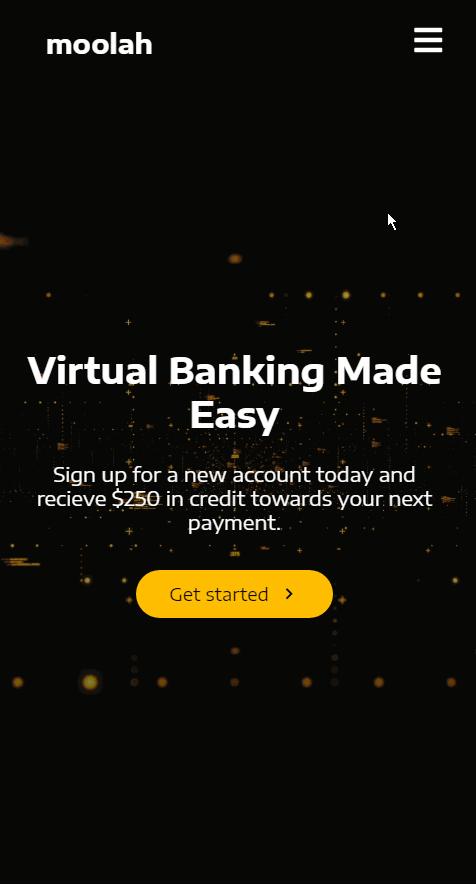 moolah
Virtual Banking Made
Easy
Sign up for a new account today and
recieve $250 in credit towards your next
payment.
Get started